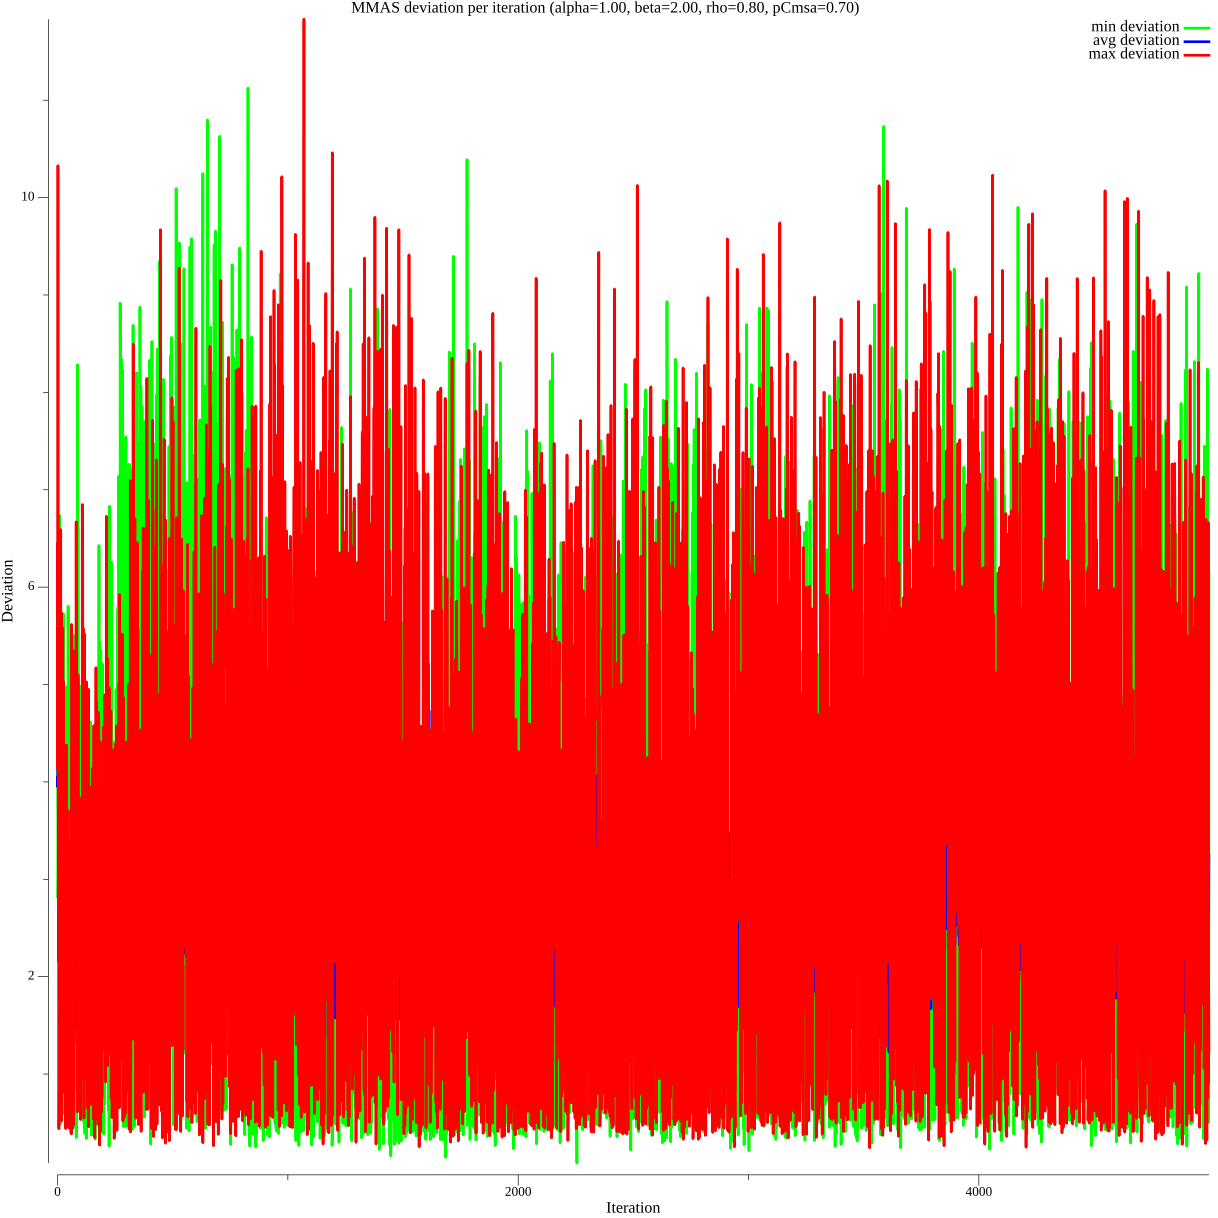 MMAS deviation per iteration (alpha=1.00, beta=2.00, rho=0.80, pCmsa=0.70)
min deviation
avg deviation
max deviation
10
6
2
Deviation
0
2000
4000
Iteration